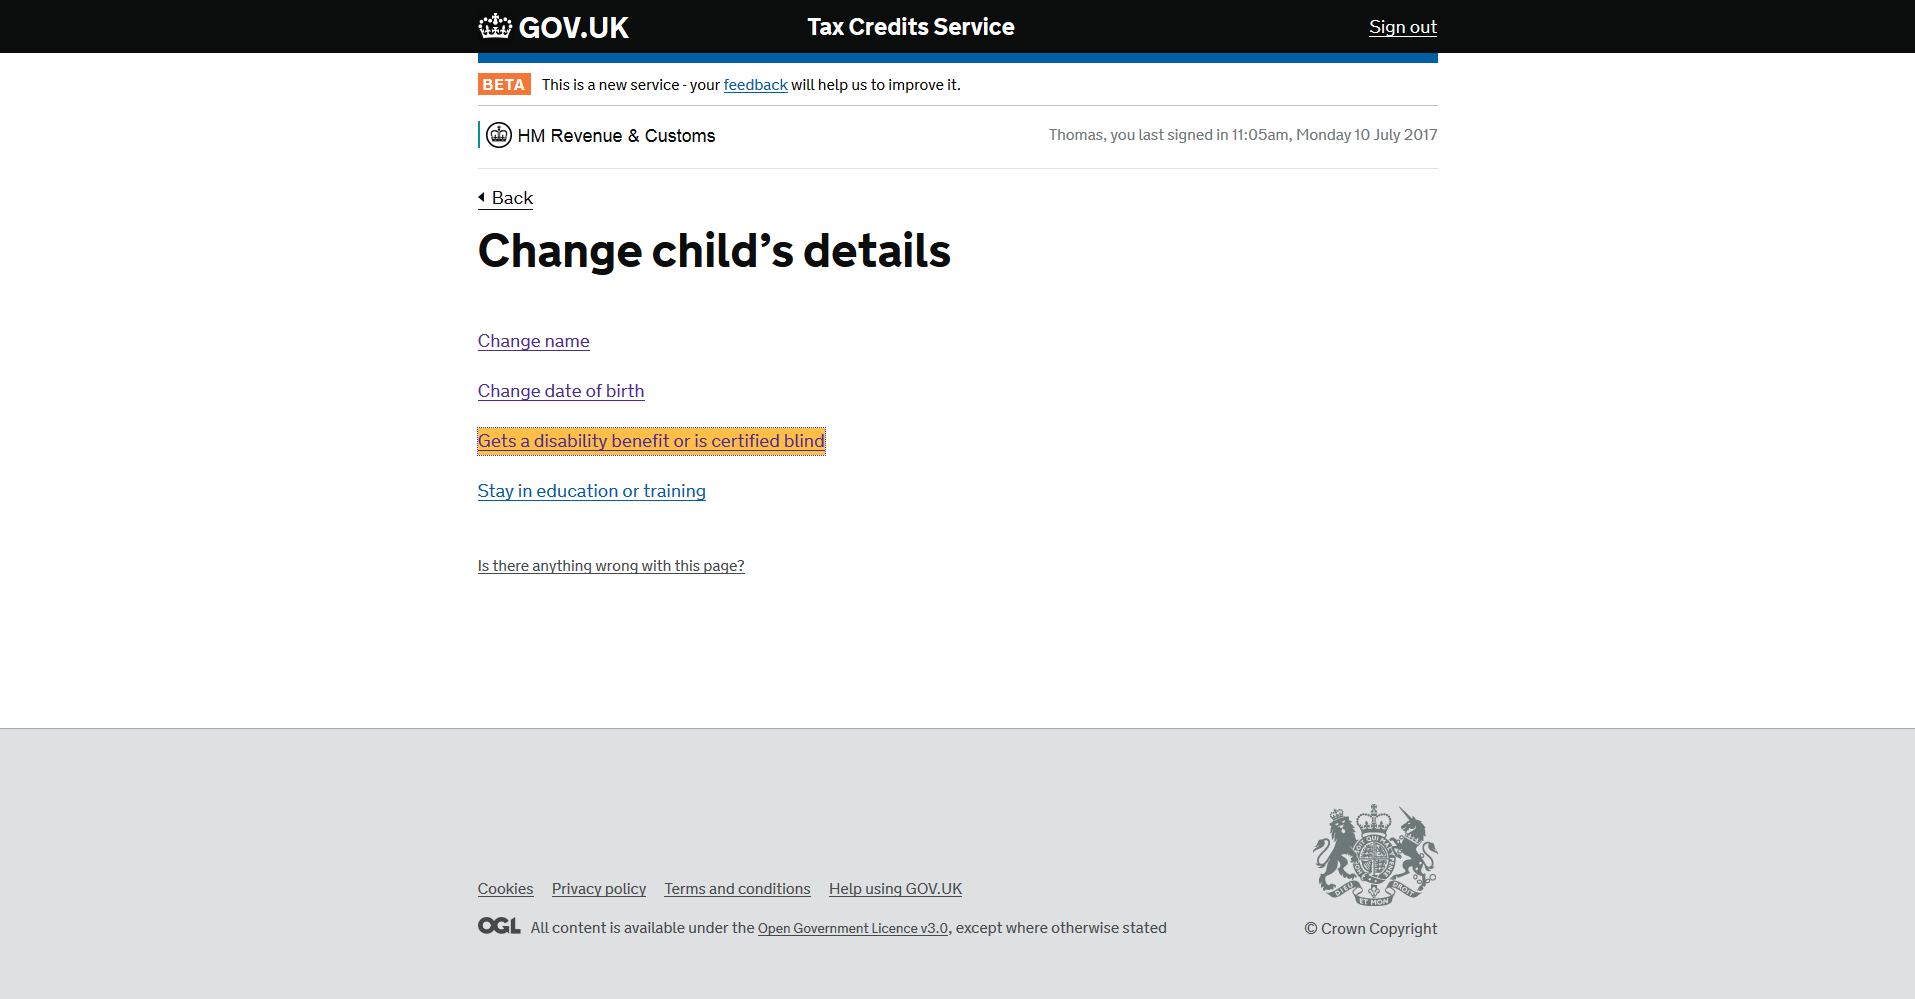 GOV.UK Tax Credits Service Sign out
BETA This is a new service - your feedback will help us to improve it.
HM Revenue & Customs Thomas, you last signed in 11:05am, Monday 10 July 2017
Back
Change child’s details
Change name
Change date of birth
Gets a disability benefit or is certified blind
Stay in education or training
Is there anything wrong with this page?
Cookies Privacy policy Terms and conditions Help using GOV.UK
OGL All content is available under the Open Government Licence v3.0, except where otherwise stated
DIEU ET MON DROIT
© Crown Copyright